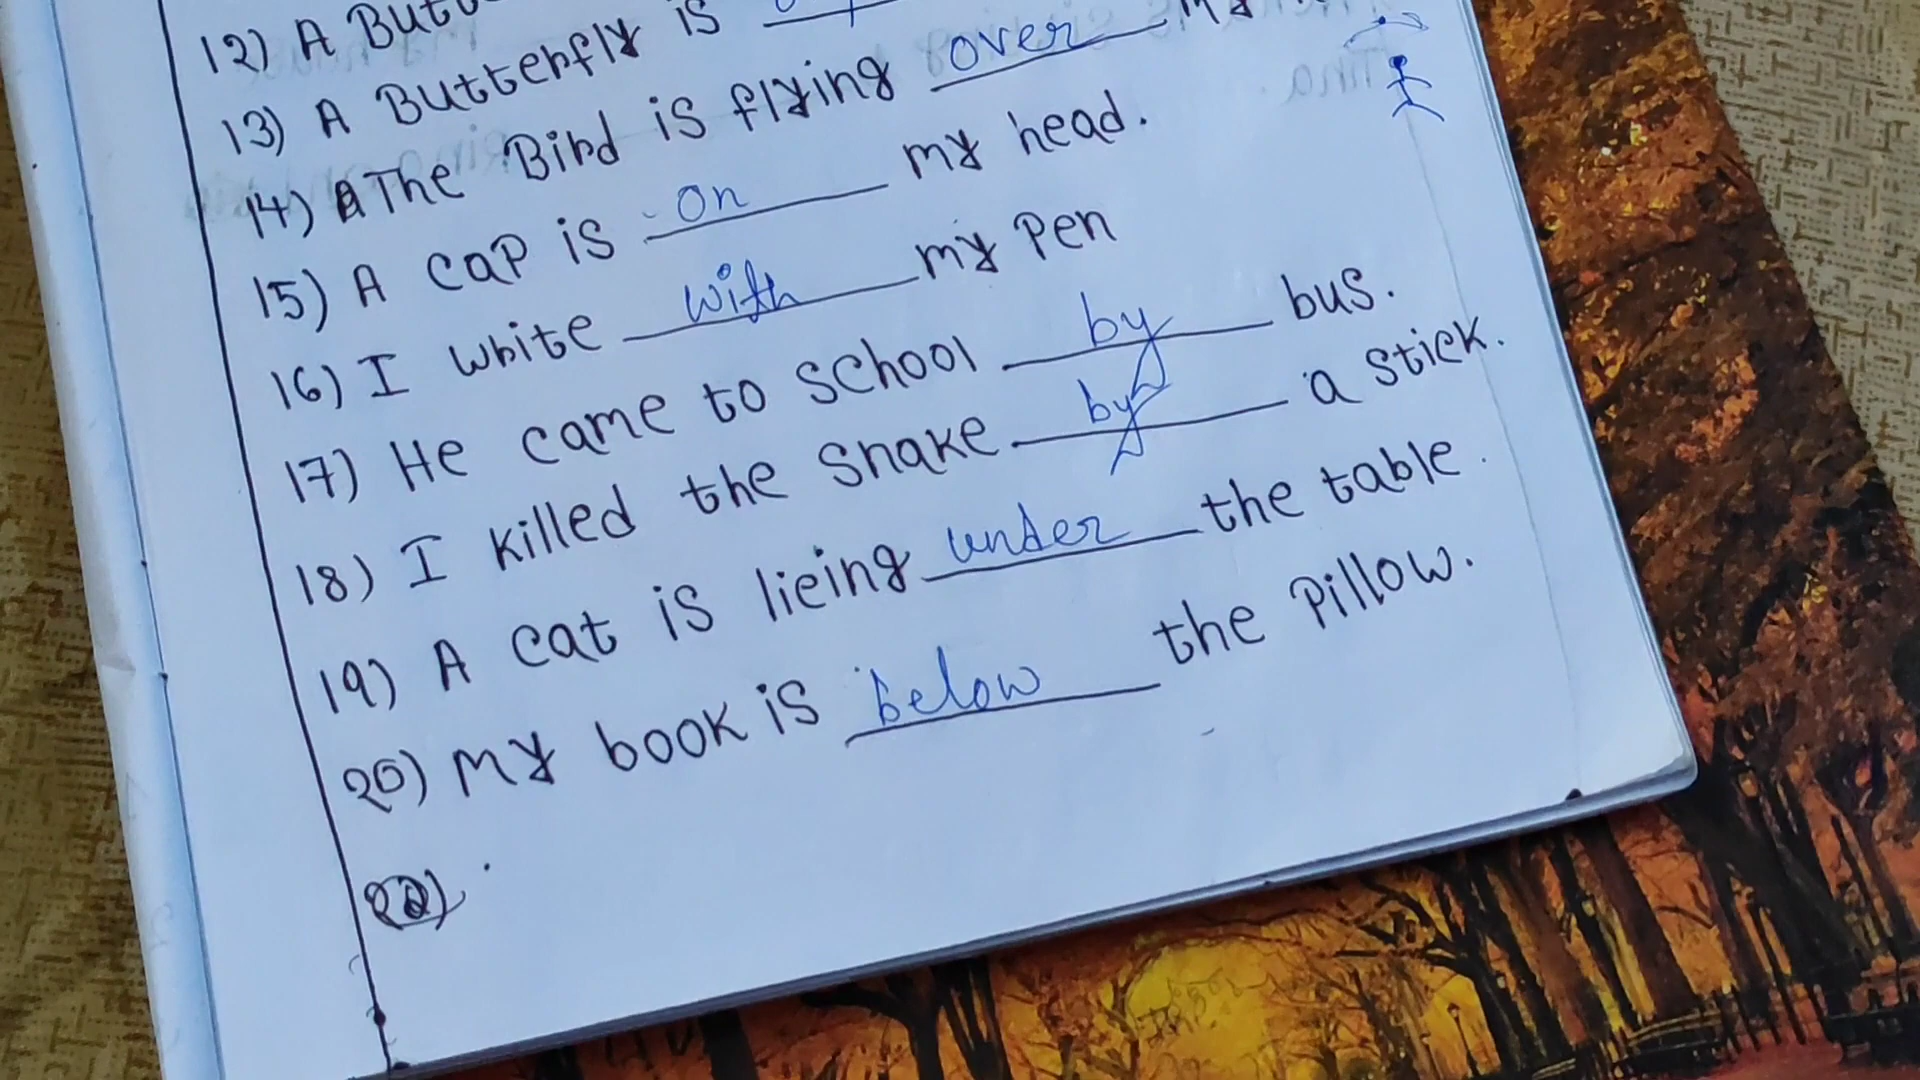 12) A Butt
13) A Butterfly is
14) The Bird is flying over my
15) A cap is on my head.
16) I write with my pen
17) He came to school by bus.
18) I killed the snake by a stick.
19) A cat is lieing under the table.
20) My book is below the pillow.